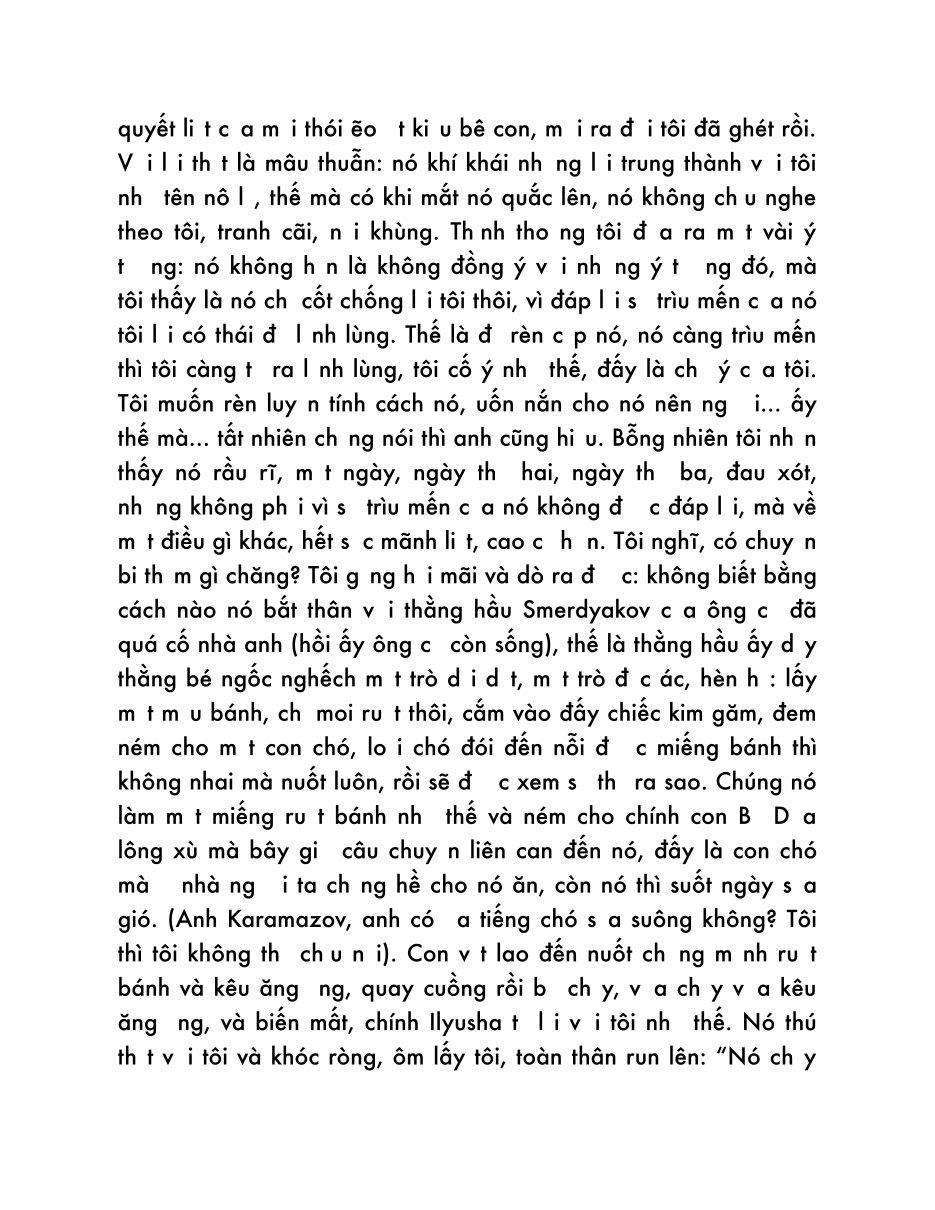 quyết li t c a m i thói ẽo t ki u bê con, m i ra đ i tôi đã ghét rồi.
V i l i th t là mâu thuẫn: nó khí khái nh ng l i trung thành v i tôi
nh tên nô l , thế mà có khi mắt nó quắc lên, nó không ch u nghe
theo tôi, tranh cãi, n i khùng. Th nh tho ng tôi đ a ra m t vài ý
t ng: nó không h n là không đồng ý v i nh ng ý t ng đó, mà
tôi thấy là nó ch cốt chống l i tôi thôi, vì đáp l i s trìu mến c a nó
tôi l i có thái đ l nh lùng. Thế là đ rèn c p nó, nó càng trìu mến
thì tôi càng t ra l nh lùng, tôi cố ý nh thế, đấy là ch ý c a tôi.
Tôi muốn rèn luy n tính cách nó, uốn nắn cho nó nên ng i... ấy
thế mà... tất nhiên ch ng nói thì anh cũng hi u. Bỗng nhiên tôi nh n
thấy nó rầu rĩ, m t ngày, ngày th hai, ngày th ba, đau xót,
nh ng không ph i vì s trìu mến c a nó không đ c đáp l i, mà về
m t điều gì khác, hết s c mãnh li t, cao c h n. Tôi nghĩ, có chuy n
bi th m gì chăng? Tôi g ng h i mãi và dò ra đ c: không biết bằng
cách nào nó bắt thân v i thằng hầu Smerdyakov c a ông c đã
quá cố nhà anh (hồi ấy ông c còn sống), thế là thằng hầu ấy d y
thằng bé ngốc nghếch m t trò d i d t, m t trò đ c ác, hèn h : lấy
m t m u bánh, ch moi ru t thôi, cắm vào đấy chiếc kim găm, đem
ném cho m t con chó, lo i chó đói đến nỗi đ c miếng bánh thì
không nhai mà nuốt luôn, rồi sẽ đ c xem s th ra sao. Chúng nó
làm m t miếng ru t bánh nh thế và ném cho chính con B D a
lông xù mà bây gi câu chuy n liên can đến nó, đấy là con chó
mà nhà ng i ta ch ng hề cho nó ăn, còn nó thì suốt ngày s a
gió. (Anh Karamazov, anh có a tiếng chó s a suông không? Tôi
thì tôi không th ch u n i). Con v t lao đến nuốt ch ng m nh ru t
bánh và kêu ăng ng, quay cuồng rồi b ch y, v a ch y v a kêu
ăng ng, và biến mất, chính Ilyusha t l i v i tôi nh thế. Nó thú
th t v i tôi và khóc ròng, ôm lấy tôi, toàn thân run lên: “Nó ch y